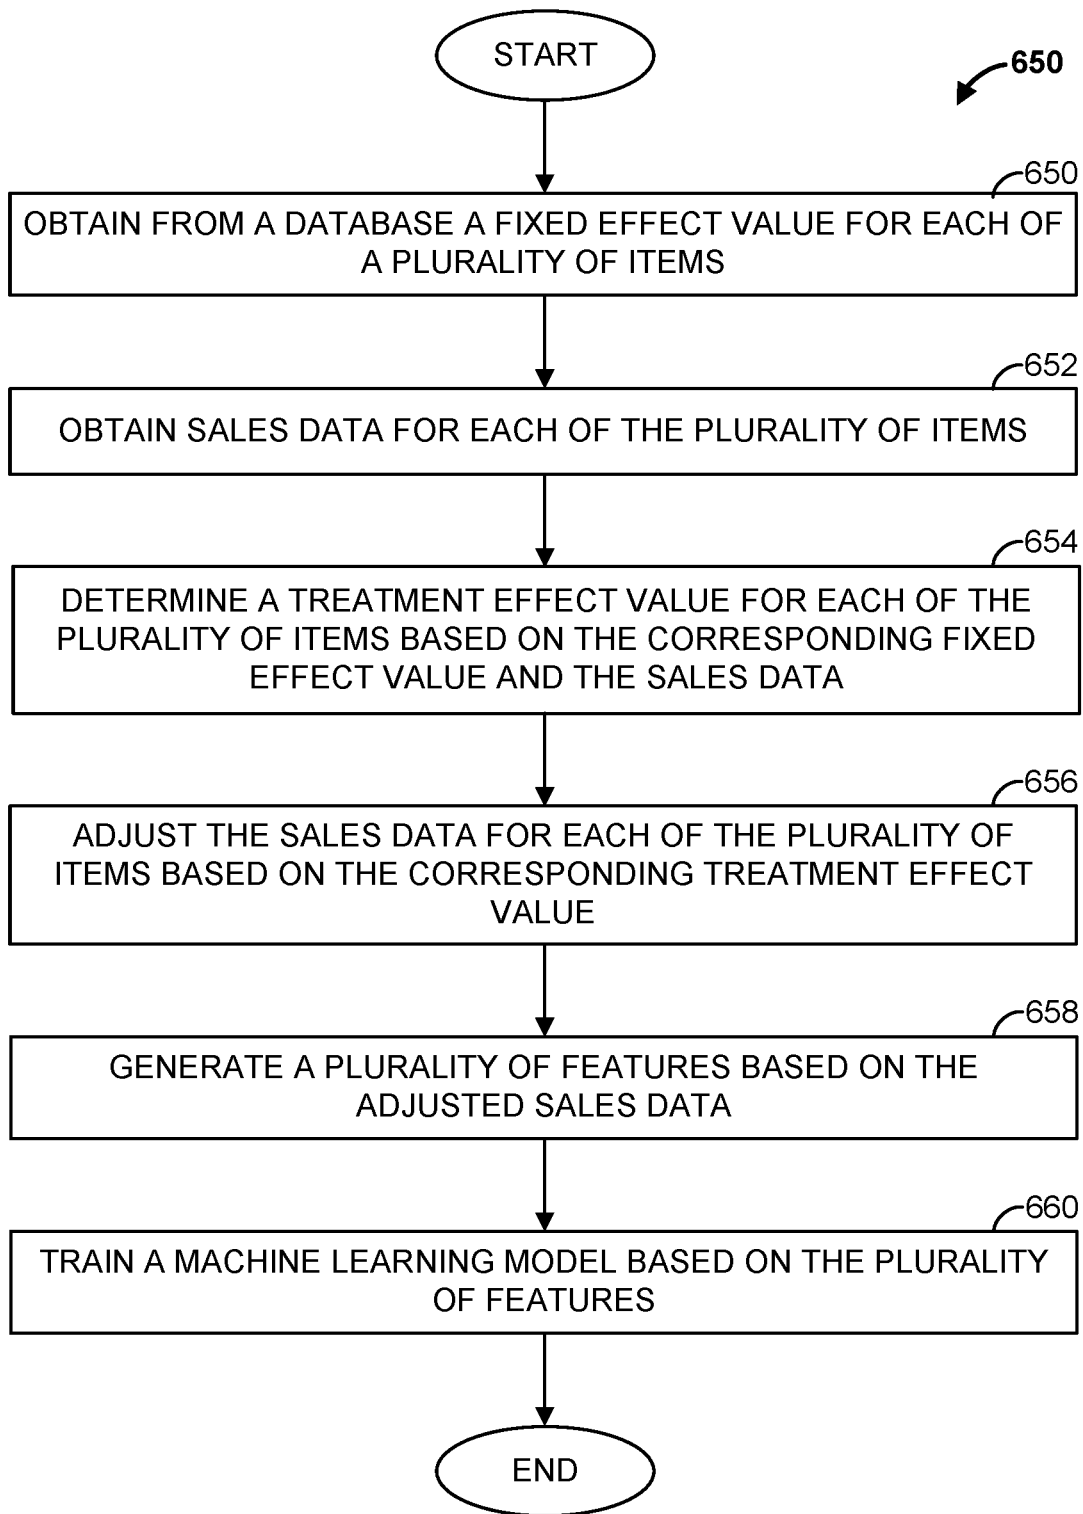 START
650
650
OBTAIN FROM A DATABASE A FIXED EFFECT VALUE FOR EACH OF
A PLURALITY OF ITEMS
652
OBTAIN SALES DATA FOR EACH OF THE PLURALITY OF ITEMS
654
DETERMINE A TREATMENT EFFECT VALUE FOR EACH OF THE
PLURALITY OF ITEMS BASED ON THE CORRESPONDING FIXED
EFFECT VALUE AND THE SALES DATA
656
ADJUST THE SALES DATA FOR EACH OF THE PLURALITY OF
ITEMS BASED ON THE CORRESPONDING TREATMENT EFFECT
VALUE
658
GENERATE A PLURALITY OF FEATURES BASED ON THE
ADJUSTED SALES DATA
660
TRAIN A MACHINE LEARNING MODEL BASED ON THE PLURALITY
OF FEATURES
END